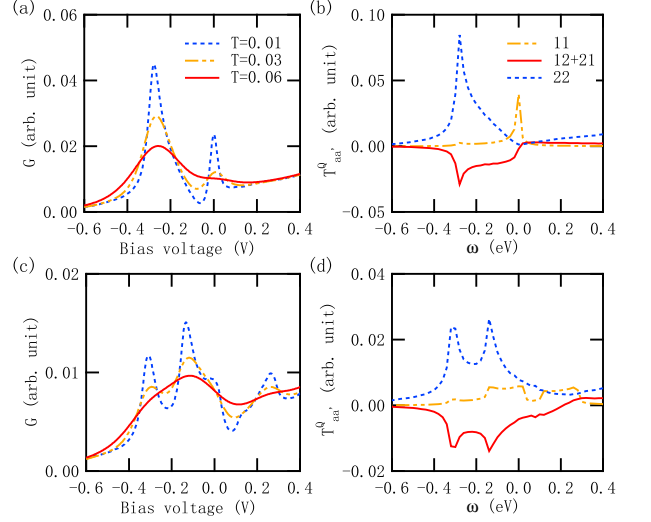 (a)
0.06
0.04
0.02
0.00
G (arb. unit)
T=0.01
T=0.03
T=0.06
−0.6 −0.4 −0.2 0.0 0.2 0.4
Bias voltage (V)
(b)
0.10
0.05
0.00
−0.05
T^Q_aa' (arb. unit)
11
12+21
22
−0.6 −0.4 −0.2 0.0 0.2 0.4
ω (eV)
(c)
0.02
0.01
0.00
G (arb. unit)
−0.6 −0.4 −0.2 0.0 0.2 0.4
Bias voltage (V)
(d)
0.04
0.02
0.00
−0.02
T^Q_aa' (arb. unit)
−0.6 −0.4 −0.2 0.0 0.2 0.4
ω (eV)